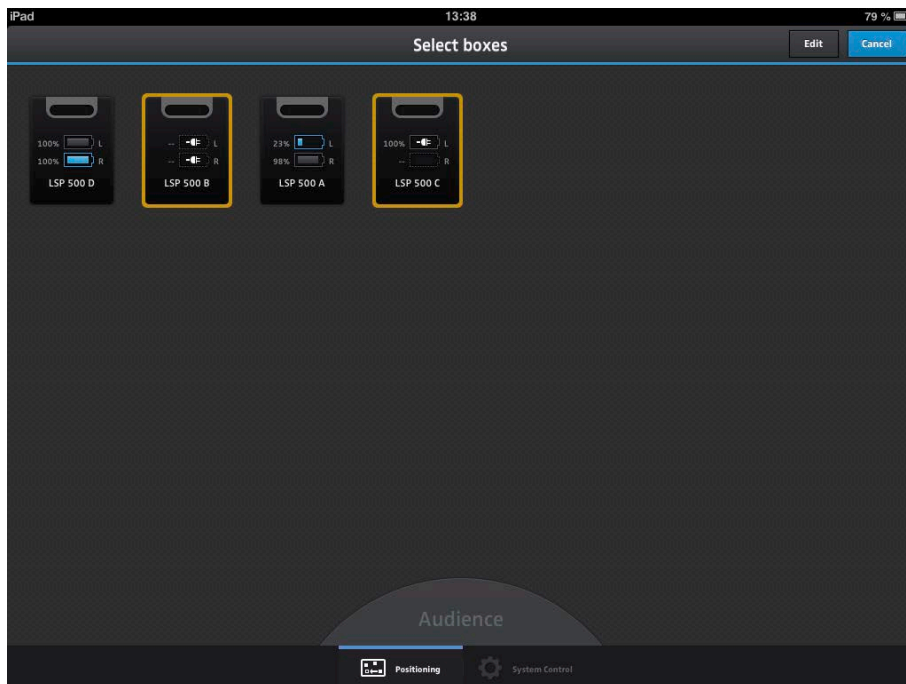 iPad 13:38 79 %
Select boxes
Edit Cancel
100% L
100% R
LSP 500 D
-- L
-- R
LSP 500 B
23% L
98% R
LSP 500 A
100% L
-- R
LSP 500 C
Audience
Positioning System Control